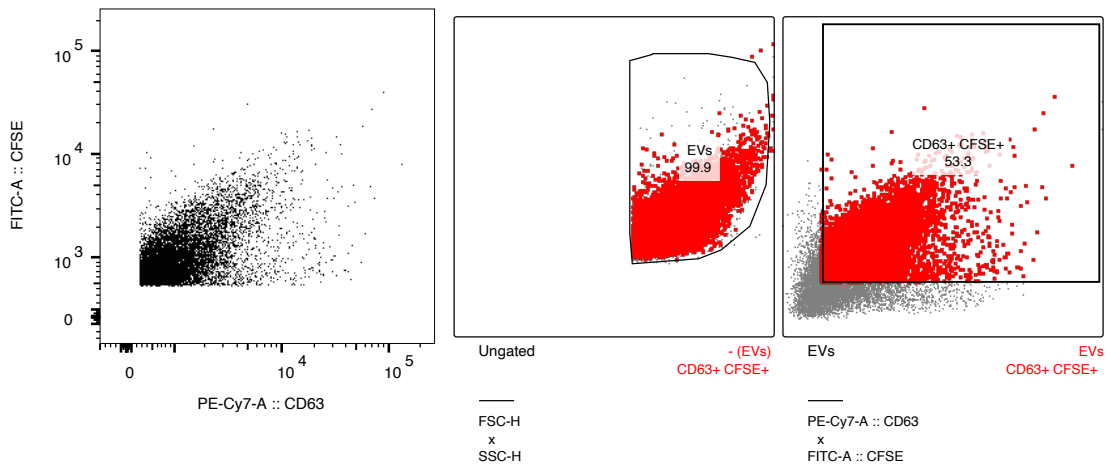 FITC-A :: CFSE
10^5
10^4
10^3
0
0
10^4
10^5
PE-Cy7-A :: CD63
EVs
99.9
Ungated
- (EVs)
CD63+ CFSE+
FSC-H
x
SSC-H
CD63+ CFSE+
53.3
EVs
EVs
CD63+ CFSE+
PE-Cy7-A :: CD63
x
FITC-A :: CFSE